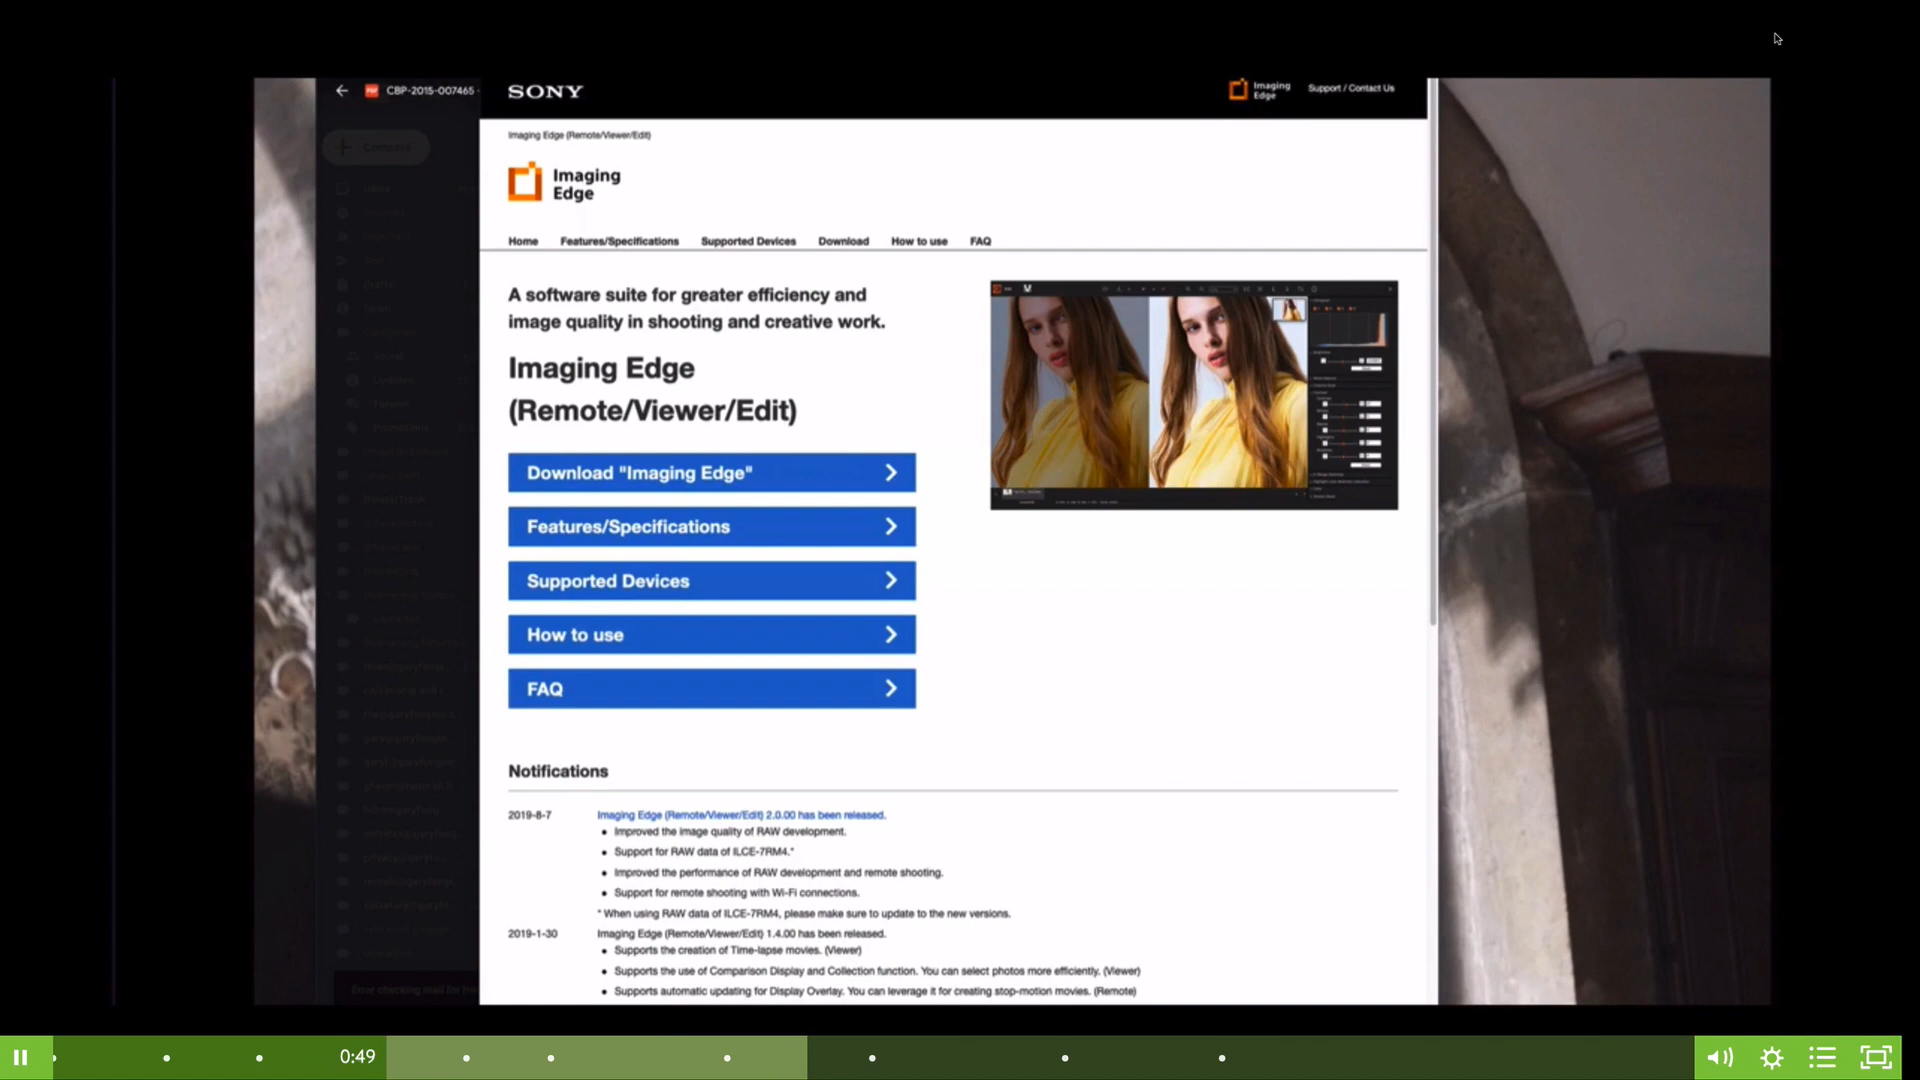 CBP-2015-007465
SONY
Imaging Edge
Support / Contact Us
Compose
Imaging Edge (Remote/Viewer/Edit)
Imaging
Edge
Home Features/Specifications Supported Devices Download How to use FAQ
A software suite for greater efficiency and
image quality in shooting and creative work.
Imaging Edge
(Remote/Viewer/Edit)
Download "Imaging Edge"
Features/Specifications
Supported Devices
How to use
FAQ
Notifications
2019-8-7 Imaging Edge (Remote/Viewer/Edit) 2.0.00 has been released.
• Improved the image quality of RAW development.
• Support for RAW data of ILCE-7RM4.*
• Improved the performance of RAW development and remote shooting.
• Support for remote shooting with Wi-Fi connections.
* When using RAW data of ILCE-7RM4, please make sure to update to the new versions.
2019-1-30 Imaging Edge (Remote/Viewer/Edit) 1.4.00 has been released.
• Supports the creation of Time-lapse movies. (Viewer)
• Supports the use of Comparison Display and Collection function. You can select photos more efficiently. (Viewer)
• Supports automatic updating for Display Overlay. You can leverage it for creating stop-motion movies. (Remote)
0:49